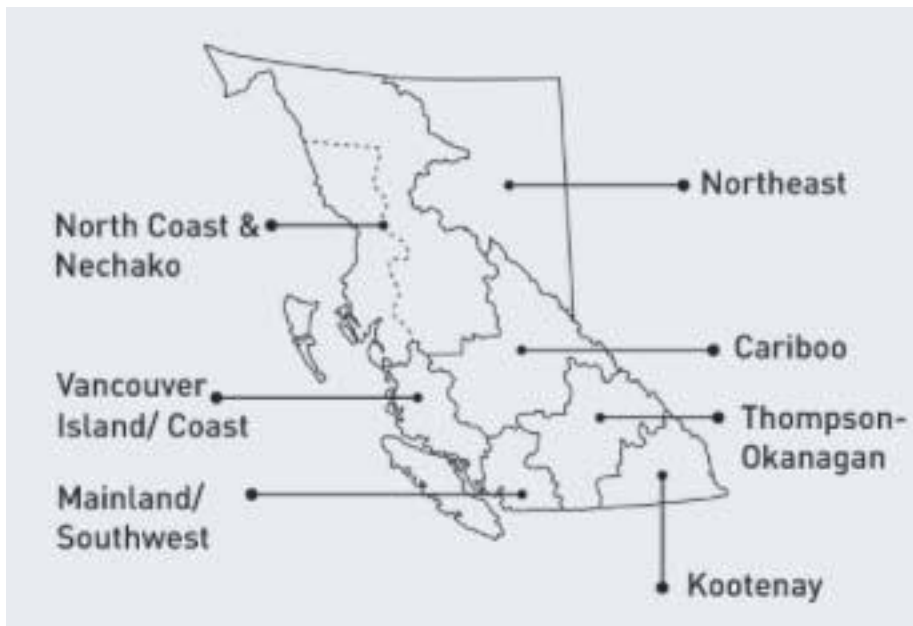 Northeast
North Coast &
Nechako
Cariboo
Vancouver
Island/ Coast
Thompson-
Okanagan
Mainland/
Southwest
Kootenay